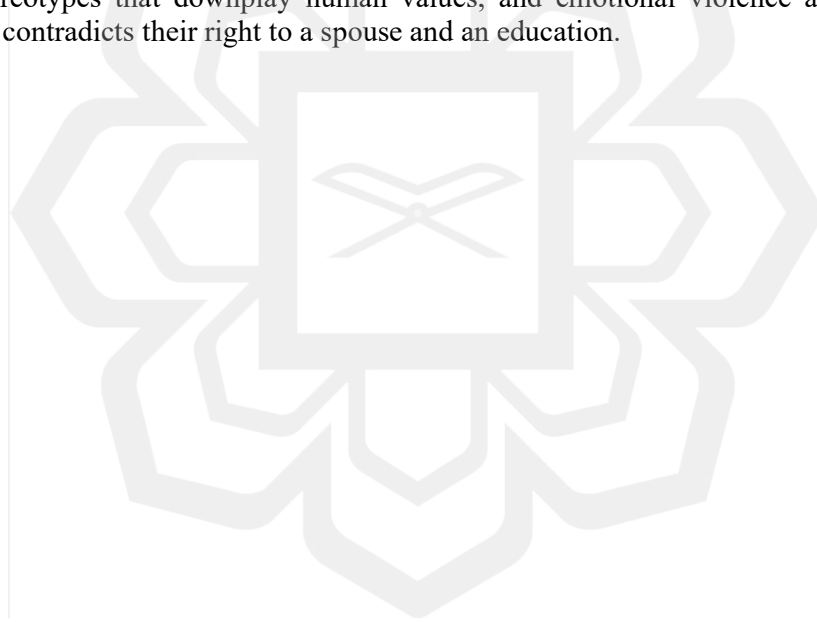 reotypes that downplay human values, and emotional violence a
contradicts their right to a spouse and an education.